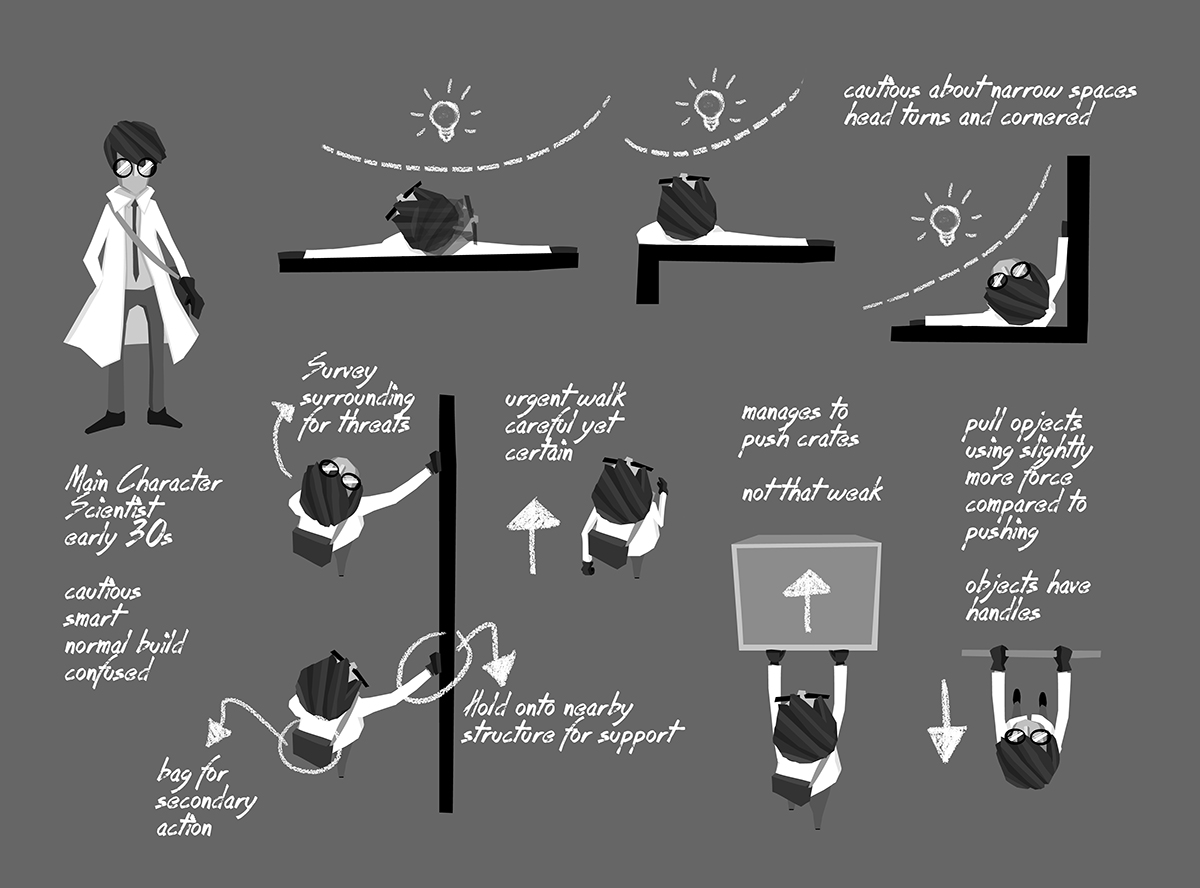 cautious about narrow spaces
head turns and cornered
Survey
surrounding
for threats
urgent walk
careful yet
certain
manages to
push crates
not that weak
pull opjects
using slightly
more force
compared to
pushing
objects have
handles
Main Character
Scientist
early 30s
cautious
smart
normal build
confused
Hold onto nearby
structure for support
bag for
secondary
action